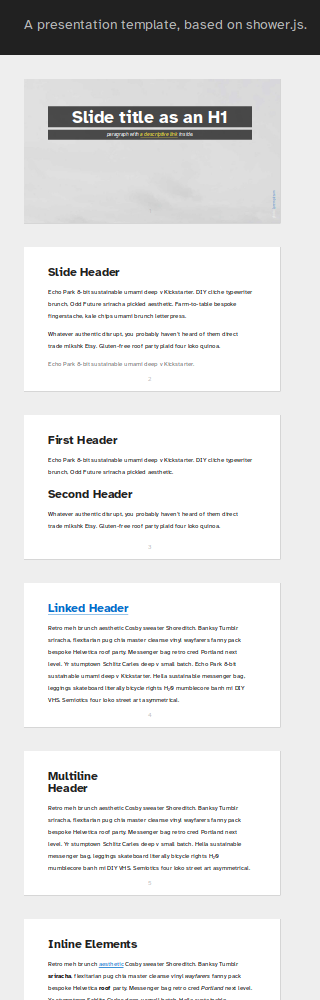 A presentation template, based on shower.js.
Slide title as an H1
paragraph with a descriptive link inside.
Slide Header
Echo Park 8-bit sustainable umami deep v Kickstarter. DIY cliche typewriter
brunch. Odd Future sriracha pickled aesthetic. Farm-to-table bespoke
fingerstache, kale chips umami brunch letterpress.
Whatever authentic disrupt, you probably haven't heard of them direct
trade mlkshk Etsy. Gluten-free roof party plaid four loko quinoa.
Echo Park 8-bit sustainable umami deep v Kickstarter.
2
First Header
Echo Park 8-bit sustainable umami deep v Kickstarter. DIY cliche typewriter
brunch. Odd Future sriracha pickled aesthetic.
Second Header
Whatever authentic disrupt, you probably haven't heard of them direct
trade mlkshk Etsy. Gluten-free roof party plaid four loko quinoa.
3
Linked Header
Retro meh brunch aesthetic Cosby sweater Shoreditch. Banksy Tumblr
sriracha, flexitarian pug chia master cleanse vinyl wayfarers fanny pack
bespoke Helvetica roof party. Messenger bag retro cred Portland next
level. Yr stumptown Schlitz Carles deep v small batch. Echo Park 8-bit
sustainable umami deep v Kickstarter. Hella sustainable messenger bag,
leggings skateboard literally bicycle rights H₂O mumblecore banh mi DIY
VHS. Semiotics four loko street art asymmetrical.
4
Multiline
Header
Retro meh brunch aesthetic Cosby sweater Shoreditch. Banksy Tumblr
sriracha, flexitarian pug chia master cleanse vinyl wayfarers fanny pack
bespoke Helvetica roof party. Messenger bag retro cred Portland next
level. Yr stumptown Schlitz Carles deep v small batch. Hella sustainable
messenger bag, leggings skateboard literally bicycle rights H₂O
mumblecore banh mi DIY VHS. Semiotics four loko street art asymmetrical.
5
Inline Elements
Retro meh brunch aesthetic Cosby sweater Shoreditch. Banksy Tumblr
sriracha, flexitarian pug chia master cleanse vinyl wayfarers fanny pack
bespoke Helvetica roof party. Messenger bag retro cred Portland next level.